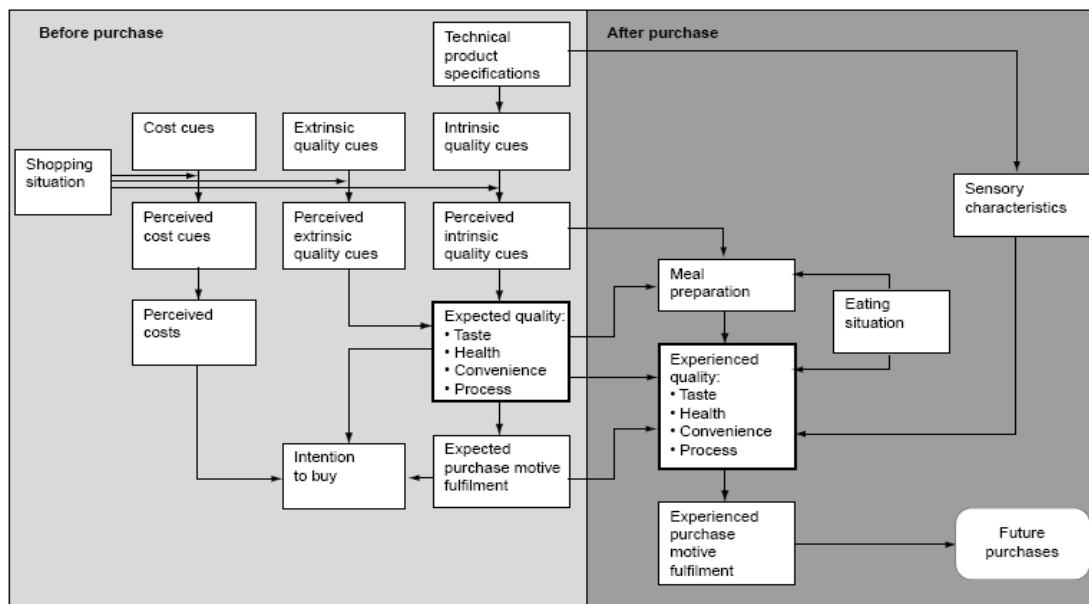 Before purchase
After purchase
Technical
product
specifications
Cost cues
Extrinsic
quality cues
Intrinsic
quality cues
Shopping
situation
Sensory
characteristics
Perceived
cost cues
Perceived
extrinsic
quality cues
Perceived
intrinsic
quality cues
Meal
preparation
Eating
situation
Perceived
costs
Expected quality:
• Taste
• Health
• Convenience
• Process
Experienced
quality:
• Taste
• Health
• Convenience
• Process
Intention
to buy
Expected
purchase motive
fulfilment
Experienced
purchase
motive
fulfilment
Future
purchases